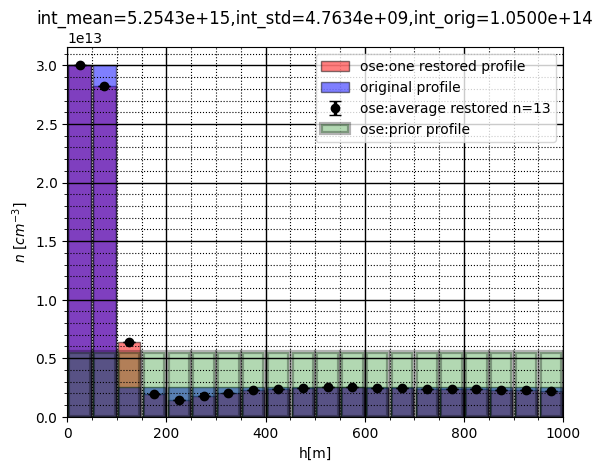 int_mean=5.2543e+15,int_std=4.7634e+09,int_orig=1.0500e+14
1e13
3.0
2.5
2.0
1.5
1.0
0.5
0.0
n [cm⁻³]
ose:one restored profile
original profile
ose:average restored n=13
ose:prior profile
0 200 400 600 800 1000
h[m]